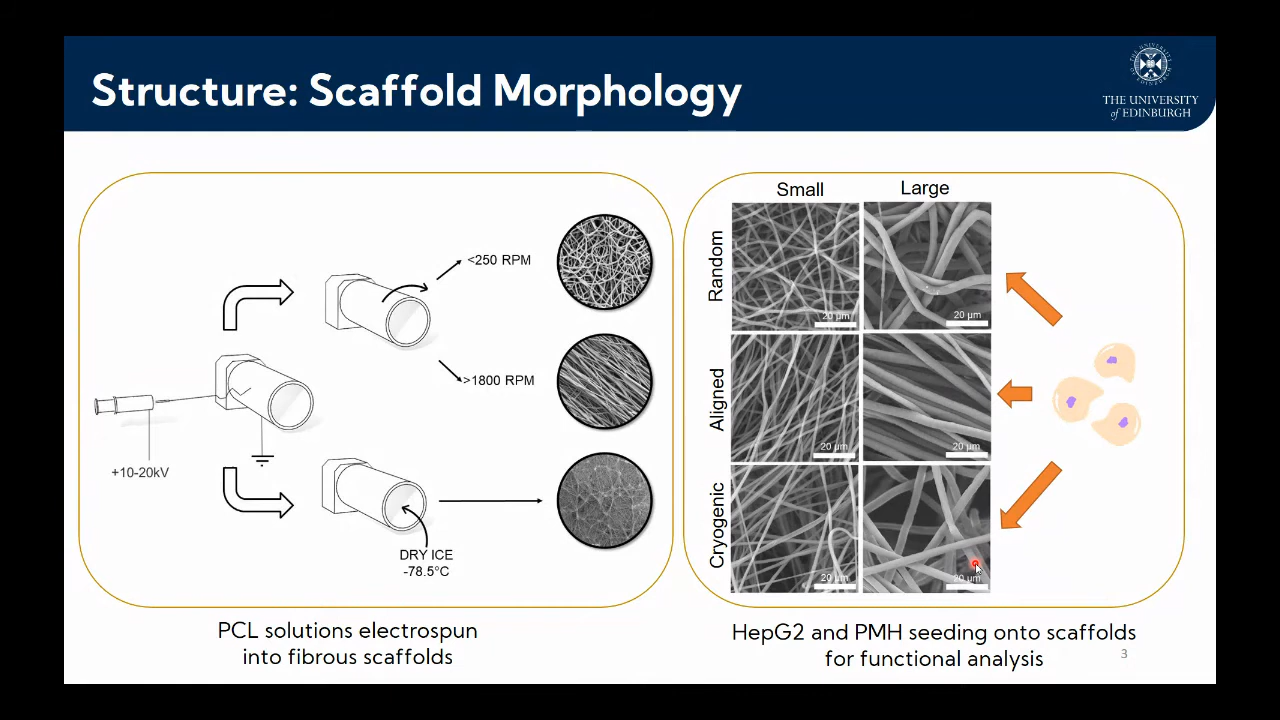 Structure: Scaffold Morphology
THE UNIVERSITY
of EDINBURGH
<250 RPM
>1800 RPM
+10-20kV
DRY ICE
-78.5°C
PCL solutions electrospun
into fibrous scaffolds
Small
Large
Random
20 µm
20 µm
Aligned
20 µm
20 µm
Cryogenic
20 µm
20 µm
HepG2 and PMH seeding onto scaffolds
for functional analysis
3